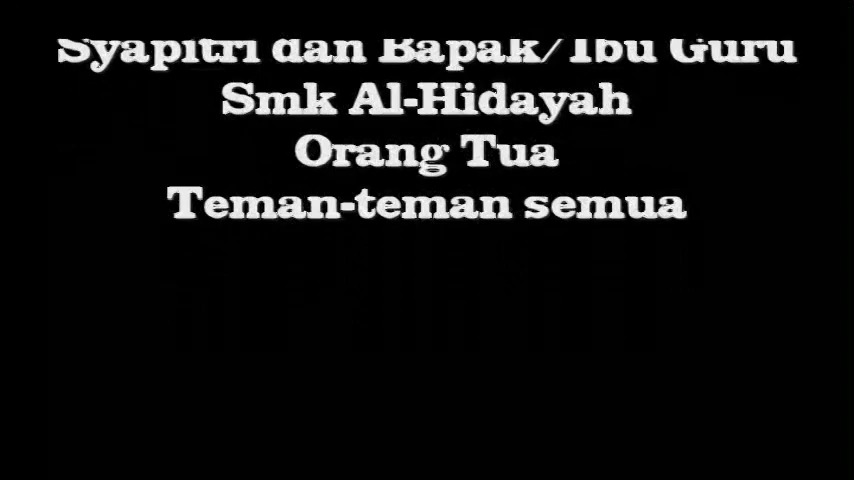 Syapitri dan Bapak/Ibu Guru
Smk Al-Hidayah
Orang Tua
Teman-teman semua